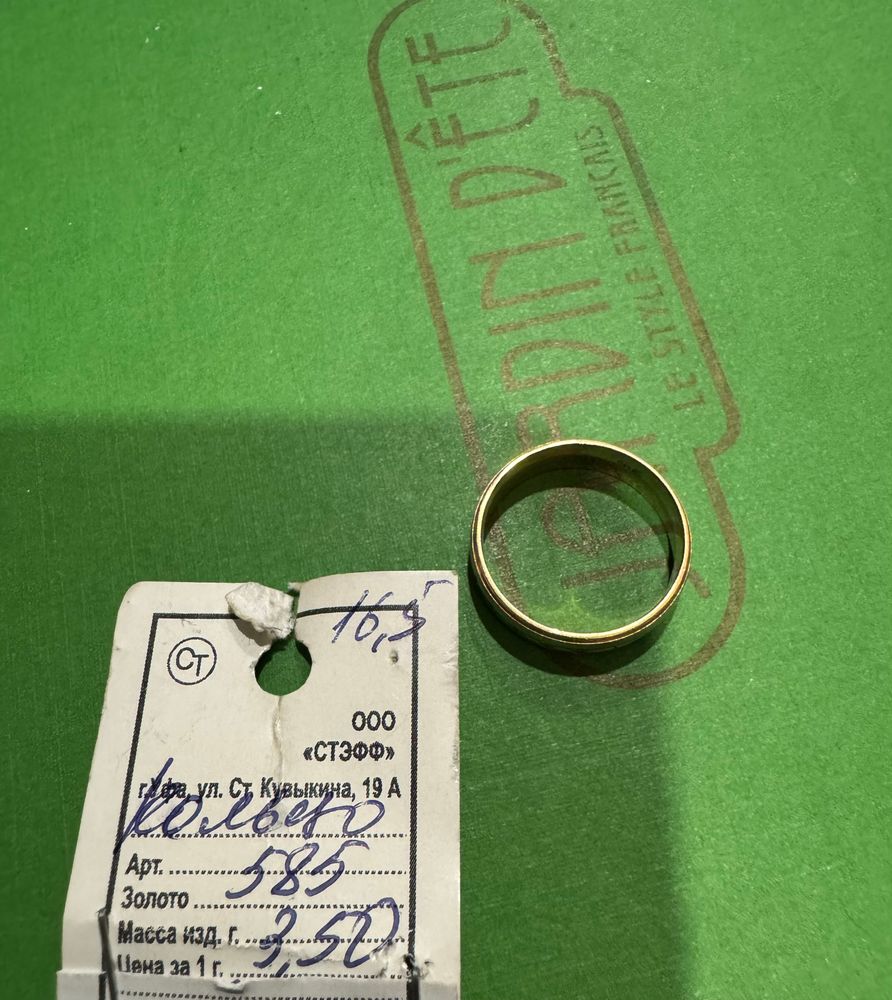 JARDIN D'ÉTÉ
LE STYLE FRANÇAIS
16,5
СТ
ООО
«СТЭФФ»
г.Уфа, ул. Ст. Кувыкина, 19 А
Кольцо
Арт.
Золото 585
Масса изд. г. 3,50
Цена за 1 г.